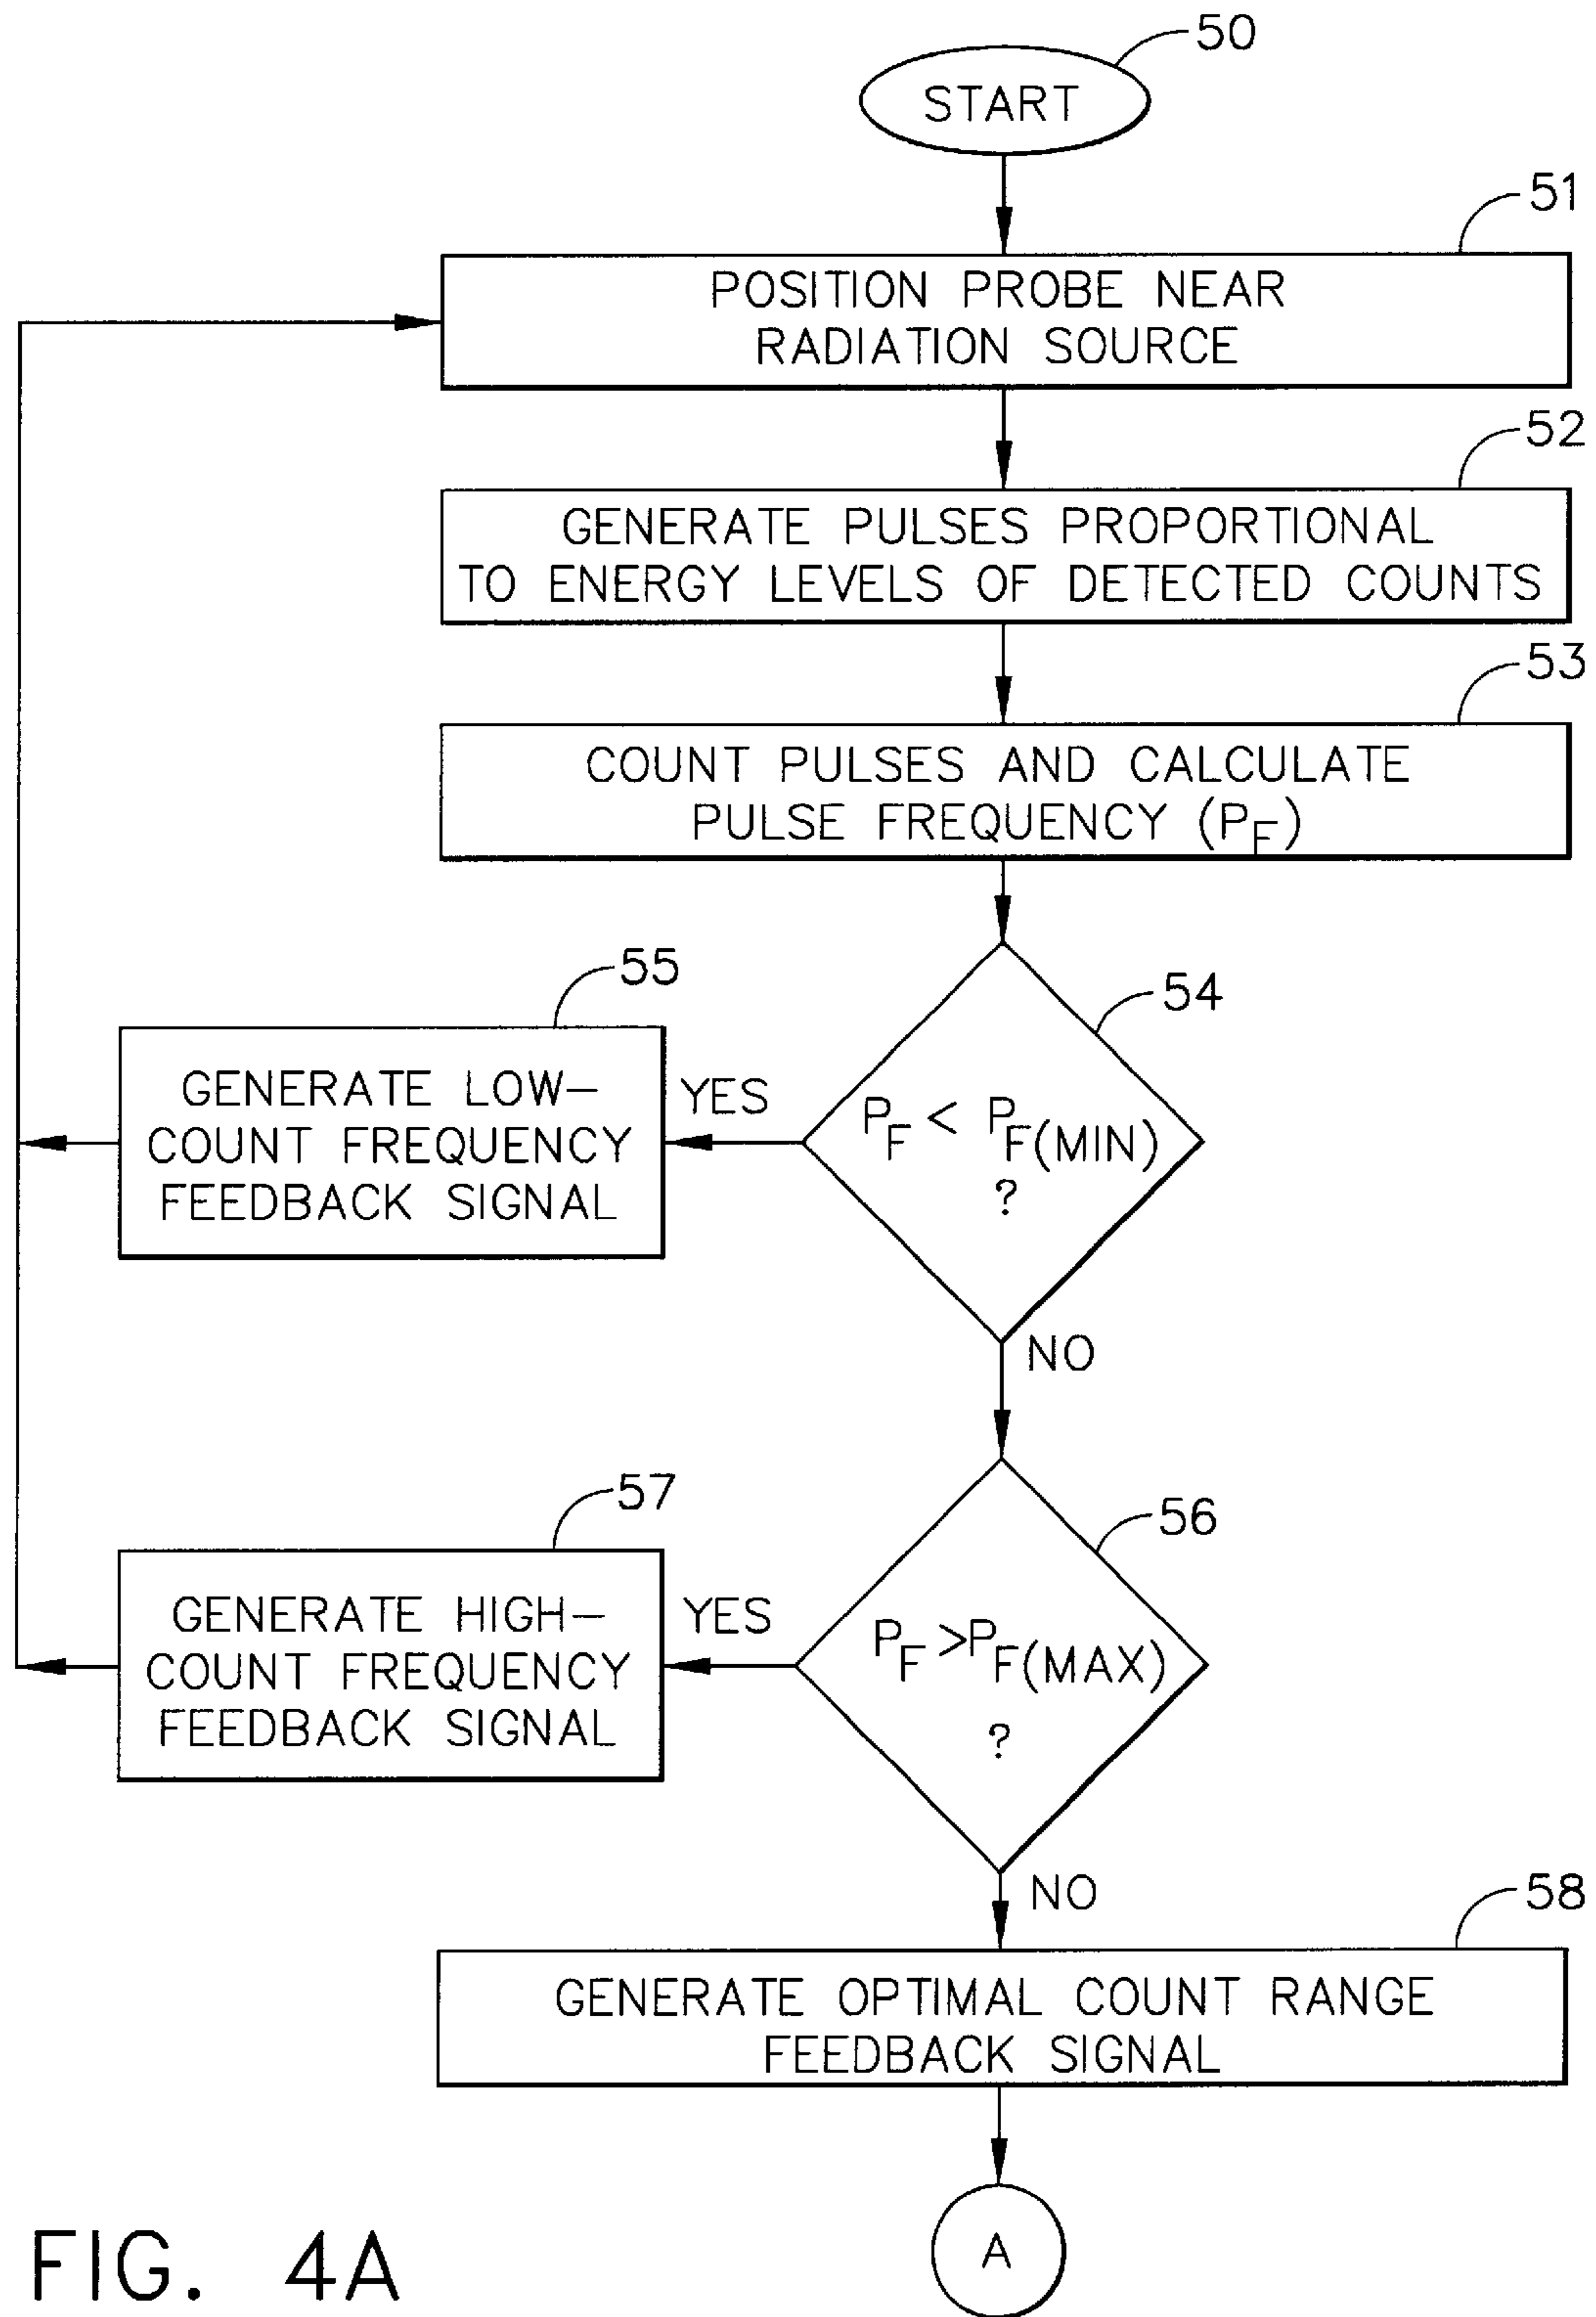 50
START
51
POSITION PROBE NEAR
RADIATION SOURCE
52
GENERATE PULSES PROPORTIONAL
TO ENERGY LEVELS OF DETECTED COUNTS
53
COUNT PULSES AND CALCULATE
PULSE FREQUENCY (PF)
54
PF < PF(MIN)
?
YES
55
GENERATE LOW–
COUNT FREQUENCY
FEEDBACK SIGNAL
NO
56
PF >PF(MAX)
?
YES
57
GENERATE HIGH–
COUNT FREQUENCY
FEEDBACK SIGNAL
NO
58
GENERATE OPTIMAL COUNT RANGE
FEEDBACK SIGNAL
A
FIG. 4A